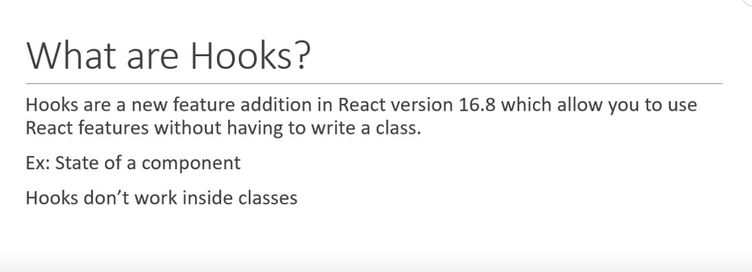 What are Hooks?
Hooks are a new feature addition in React version 16.8 which allow you to use
React features without having to write a class.
Ex: State of a component
Hooks don’t work inside classes